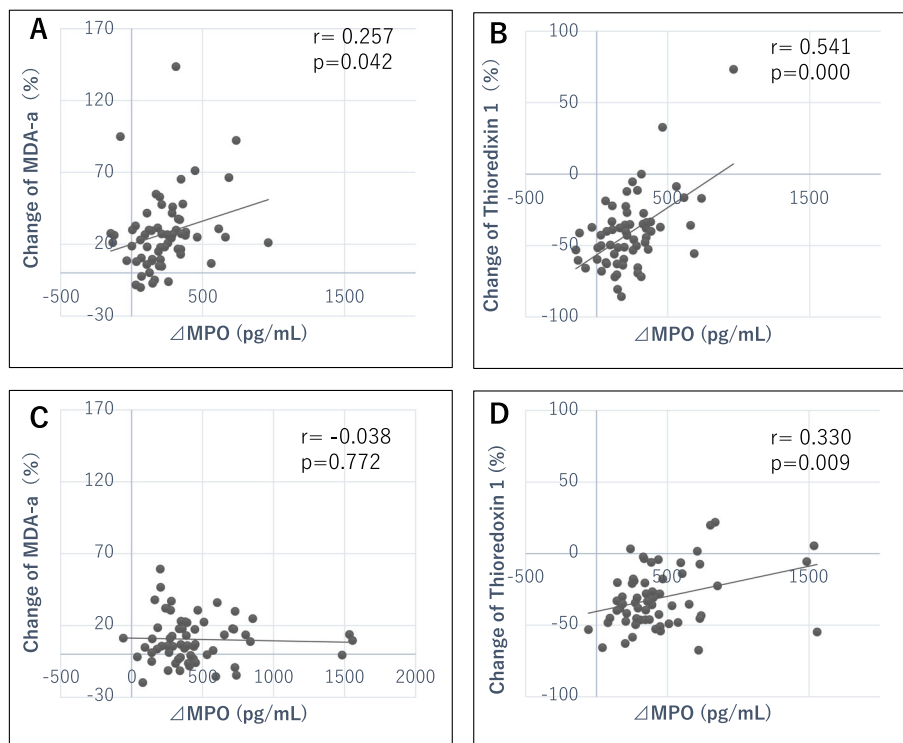 A
r= 0.257
p=0.042
Change of MDA-a (%)
170
120
70
20
-30
-500
500
1500
⊿MPO (pg/mL)
B
r= 0.541
p=0.000
Change of Thioredixin 1 (%)
100
50
0
-50
-100
-500
500
1500
⊿MPO (pg/mL)
C
r= -0.038
p=0.772
Change of MDA-a (%)
170
120
70
20
-30
-500
0
500
1000
1500
2000
⊿MPO (pg/mL)
D
r= 0.330
p=0.009
Change of Thioredoxin 1 (%)
100
50
0
-50
-100
-500
500
1500
⊿MPO (pg/mL)